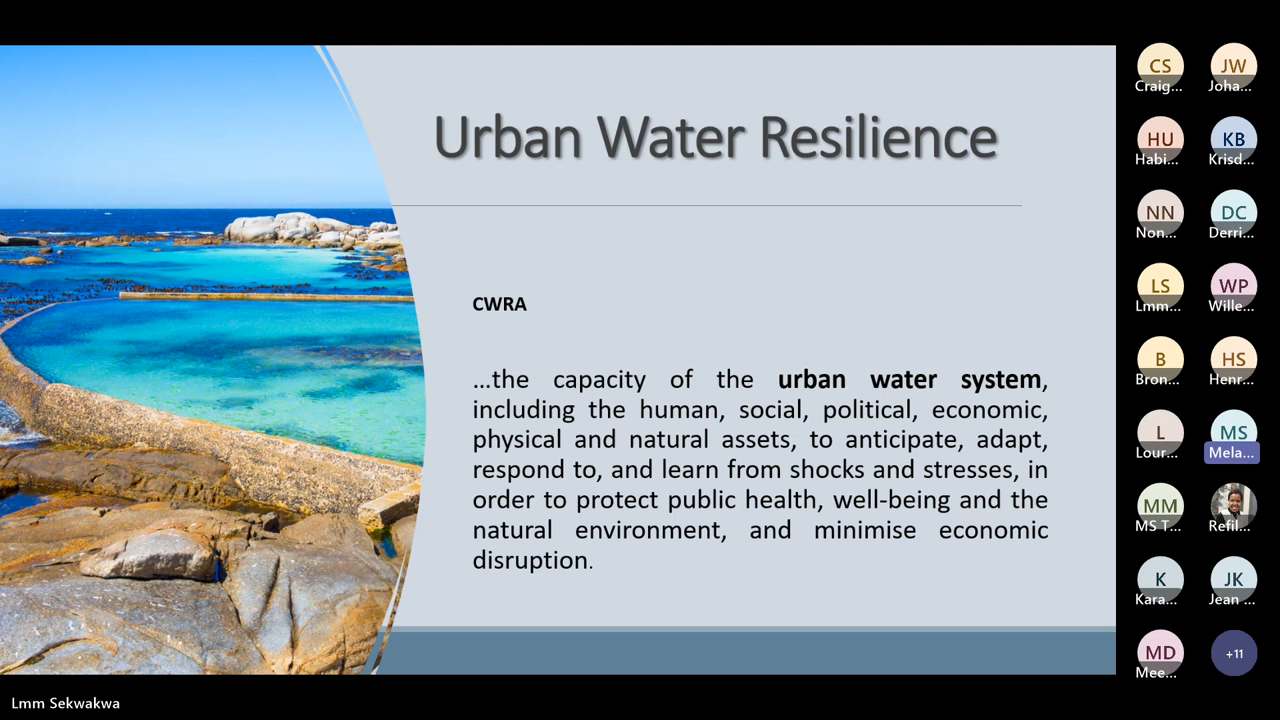 Urban Water Resilience
CWRA
...the capacity of the urban water system,
including the human, social, political, economic,
physical and natural assets, to anticipate, adapt,
respond to, and learn from shocks and stresses, in
order to protect public health, well-being and the
natural environment, and minimise economic
disruption.
CS
Craig...
JW
Joha...
HU
Habi...
KB
Krisd...
NN
Non...
DC
Derri...
LS
Lmm...
WP
Wille...
B
Bron...
HS
Henr...
L
Lour...
MS
Mela...
MM
MS T...
Refil...
K
Kara...
JK
Jean ...
MD
Mee...
+11
Lmm Sekwakwa